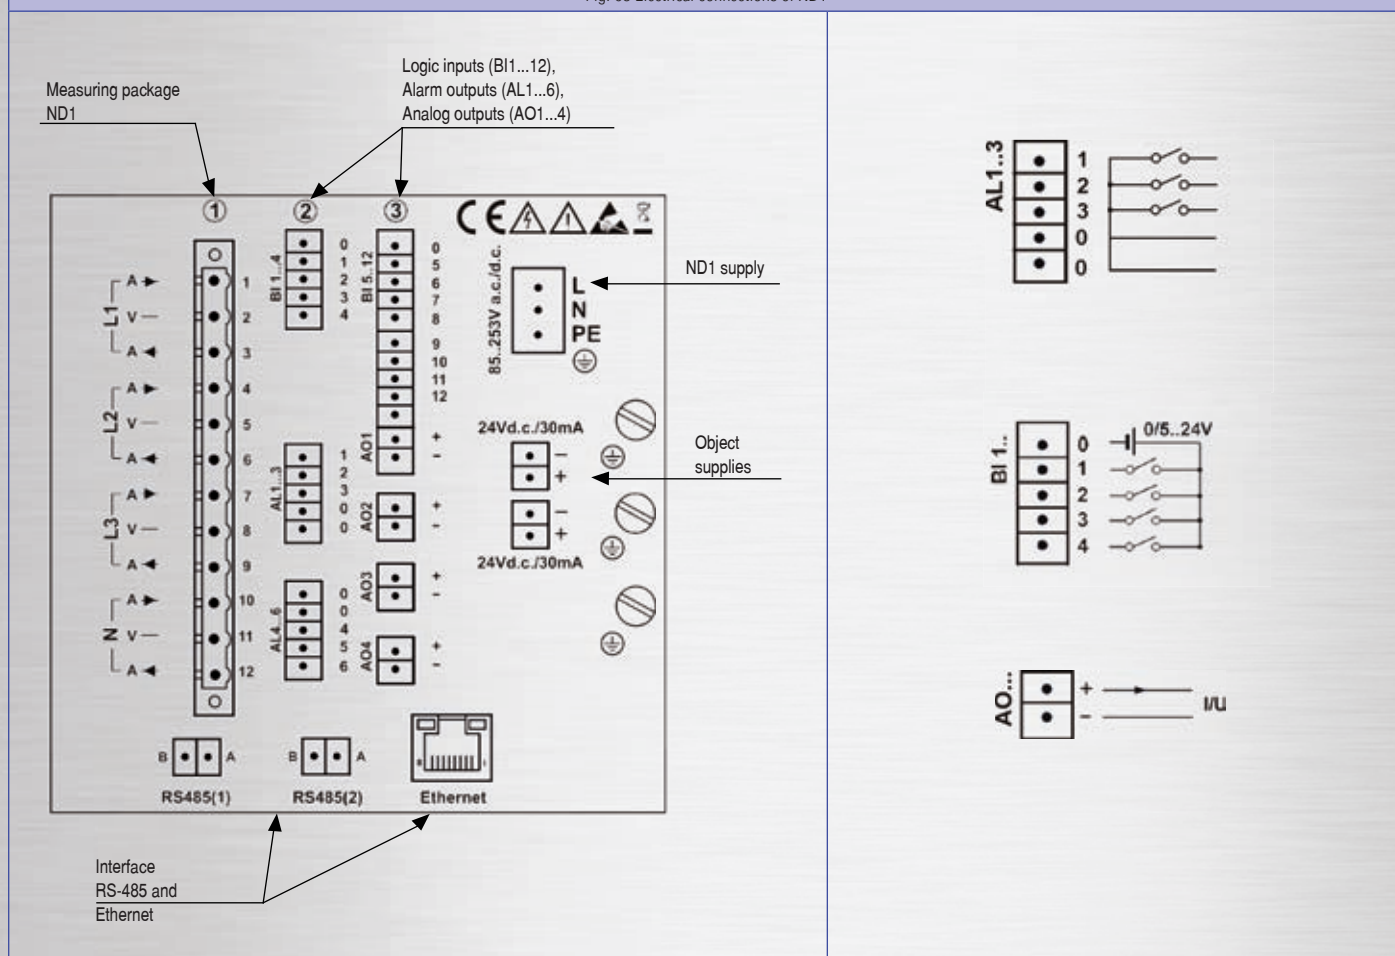 Measuring package
ND1
Logic inputs (BI1...12),
Alarm outputs (AL1...6),
Analog outputs (AO1...4)
1
2
3
CE
L1
A
V
A
L2
A
V
A
L3
A
V
A
N
A
V
A
1
2
3
4
5
6
7
8
9
10
11
12
BI 1...4
0
1
2
3
4
AL1...3
1
2
3
0
0
AL4...6
0
0
4
5
6
BI 5..12
0
5
6
7
8
9
10
11
12
AO1
+
-
AO2
+
-
AO3
+
-
AO4
+
-
85..253V a.c./d.c.
L
N
PE
ND1 supply
24Vd.c./30mA
−
+
−
+
24Vd.c./30mA
Object
supplies
B
A
RS485(1)
B
A
RS485(2)
Ethernet
Interface
RS-485 and
Ethernet
AL1..3
1
2
3
0
0
BI 1..
0
1
2
3
4
0/5..24V
AO...
+
−
I/U